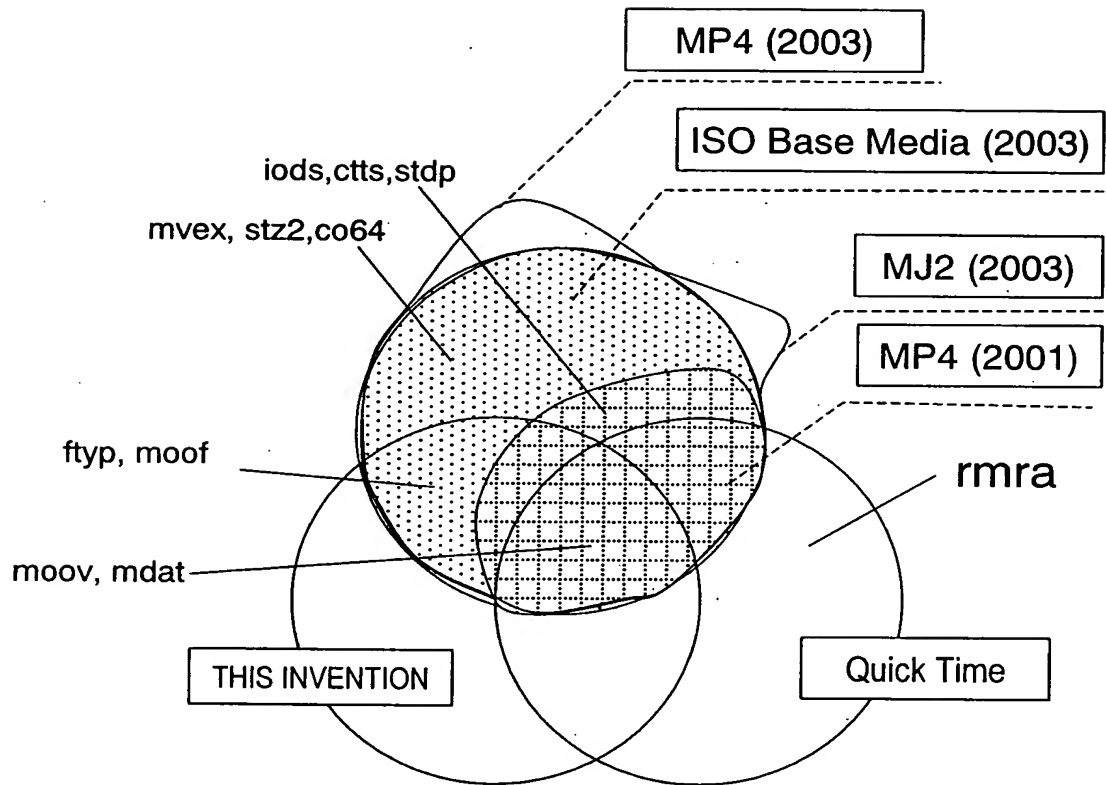 MP4 (2003)
ISO Base Media (2003)
iods,ctts,stdp
mvex, stz2,co64
MJ2 (2003)
MP4 (2001)
ftyp, moof
rmra
moov, mdat
THIS INVENTION
Quick Time